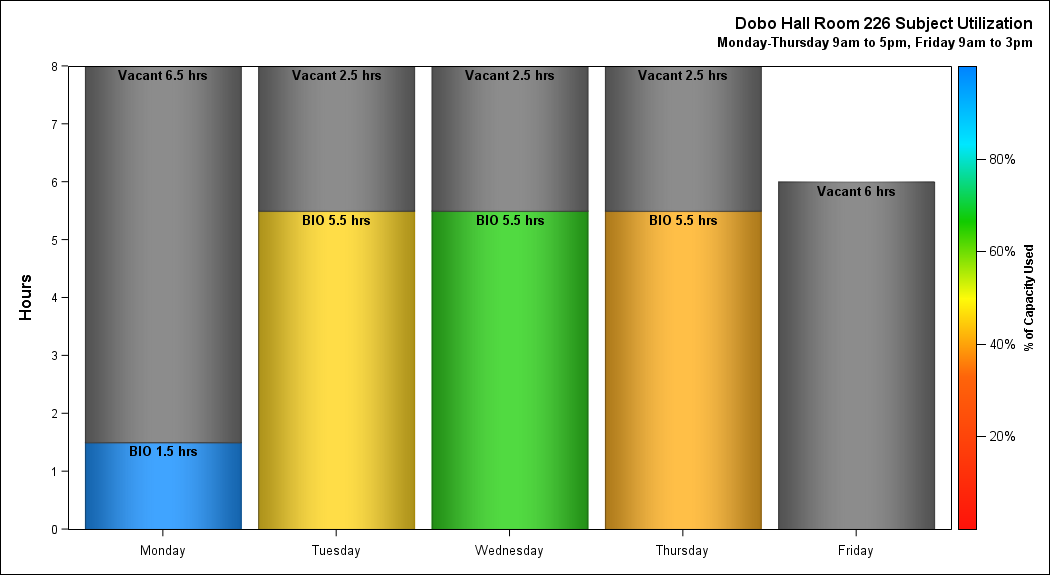 Dobo Hall Room 226 Subject Utilization
Monday-Thursday 9am to 5pm, Friday 9am to 3pm
Hours
8
7
6
5
4
3
2
1
0
Vacant 6.5 hrs
BIO 1.5 hrs
Vacant 2.5 hrs
BIO 5.5 hrs
Vacant 2.5 hrs
BIO 5.5 hrs
Vacant 2.5 hrs
BIO 5.5 hrs
Vacant 6 hrs
Monday
Tuesday
Wednesday
Thursday
Friday
80%
60%
40%
20%
% of Capacity Used